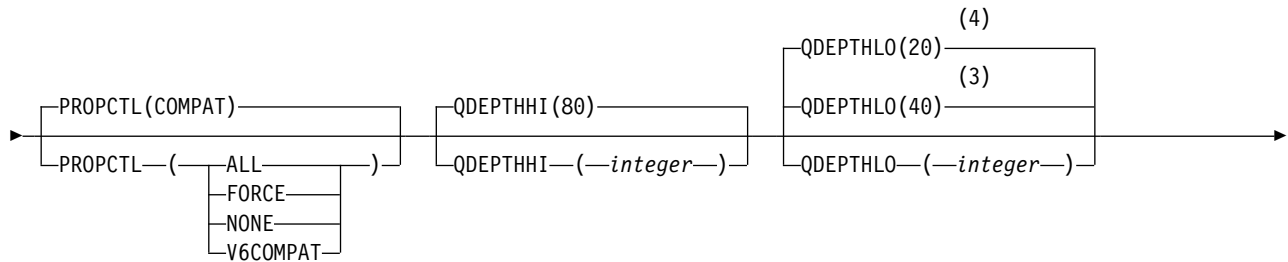 (4)
QDEPTHLO(20)
(3)
PROPCTL(COMPAT) QDEPTHHI(80) QDEPTHLO(40)
PROPCTL ( ALL ) QDEPTHHI ( integer ) QDEPTHLO ( integer )
FORCE
NONE
V6COMPAT